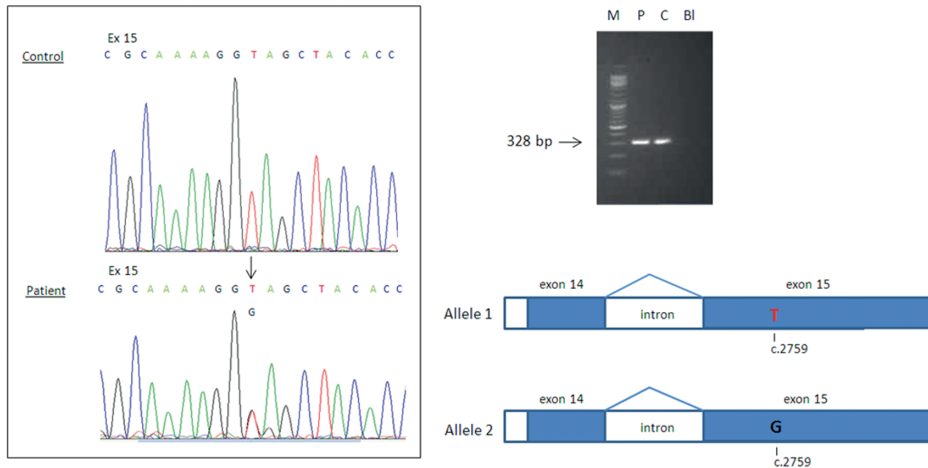 Ex 15
Control
C G C A A A A G G T A G C T A C A C C
Ex 15
Patient
C G C A A A A G G T A G C T A C A C C
G
M P C Bl
328 bp
exon 14 exon 15
Allele 1 intron T
c.2759
exon 14 exon 15
Allele 2 intron G
c.2759